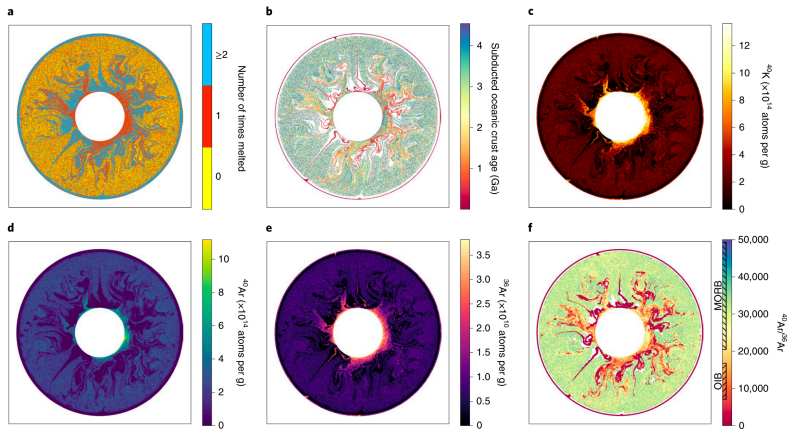 a
≥2
1
0
Number of times melted
b
4
3
2
1
Subducted oceanic crust age (Ga)
c
12
10
8
6
4
2
0
⁴⁰K (×10¹⁴ atoms per g)
d
10
8
6
4
2
0
⁴⁰Ar (×10¹⁴ atoms per g)
e
3.5
3.0
2.5
2.0
1.5
1.0
0.5
0
³⁶Ar (×10¹⁰ atoms per g)
f
MORB
OIB
50,000
40,000
30,000
20,000
10,000
0
⁴⁰Ar/³⁶Ar